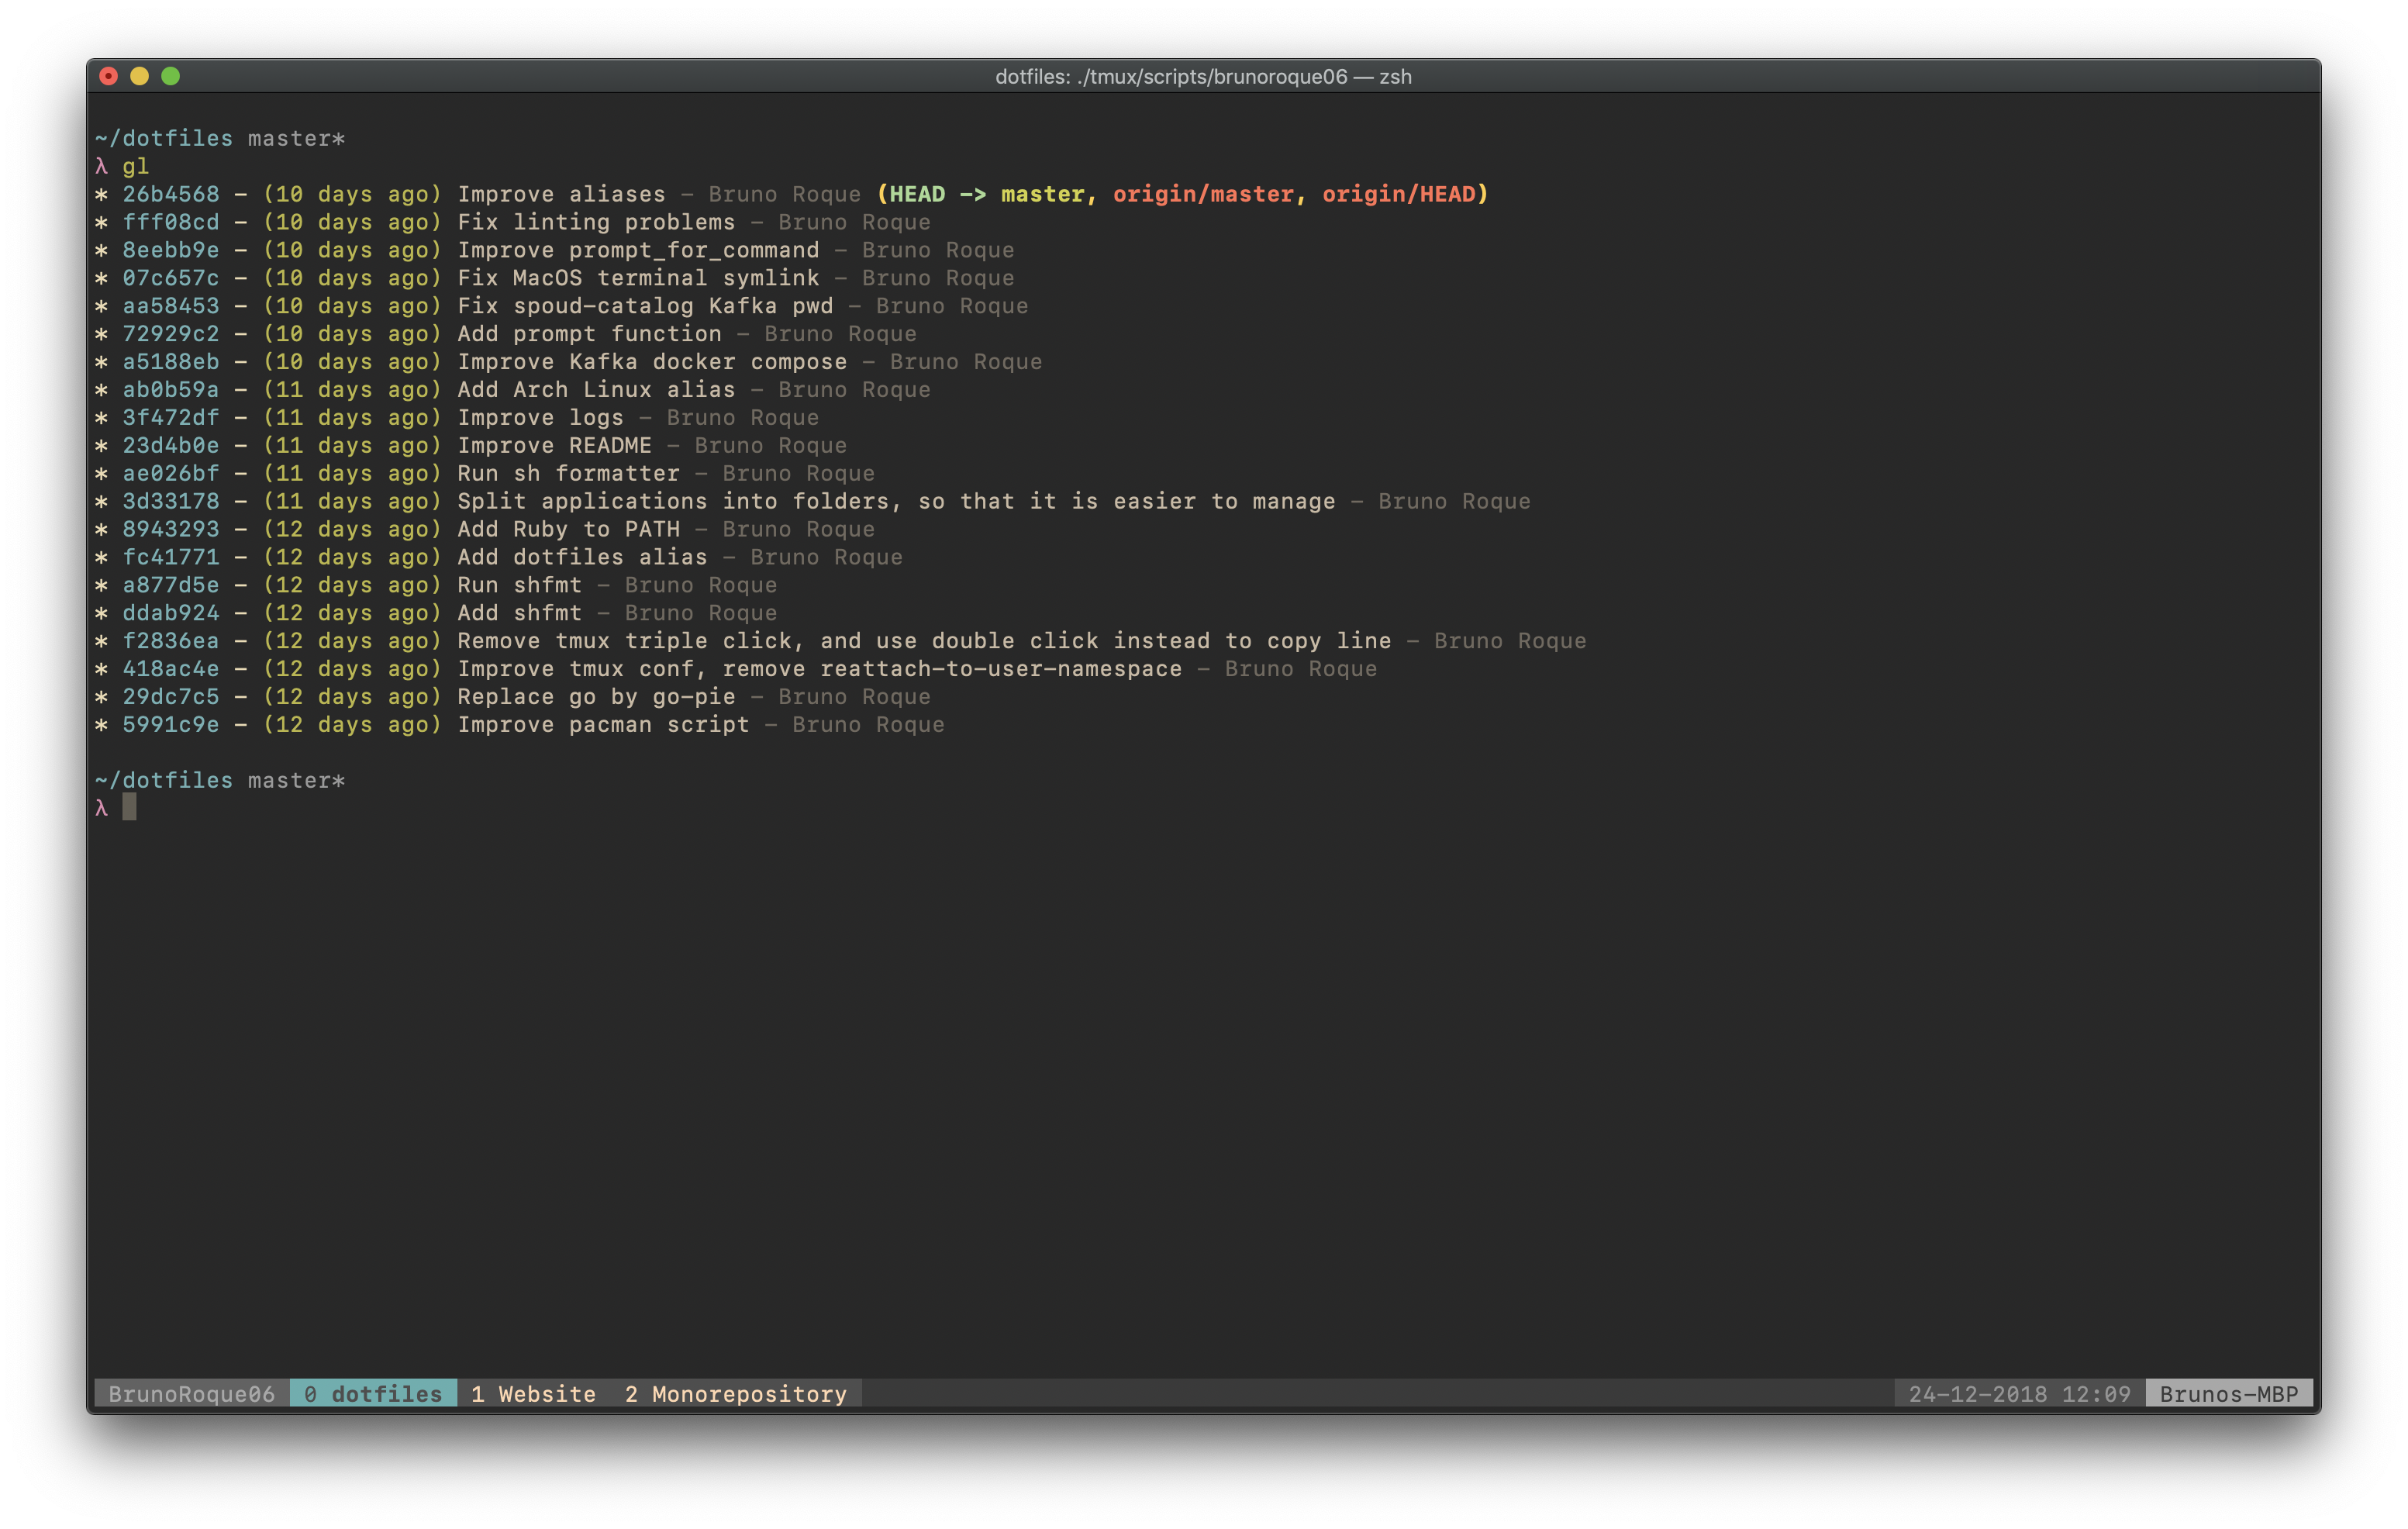 dotfiles: ./tmux/scripts/brunoroque06 — zsh
~/dotfiles master*
λ gl
* 26b4568 - (10 days ago) Improve aliases - Bruno Roque (HEAD -> master, origin/master, origin/HEAD)
* fff08cd - (10 days ago) Fix linting problems - Bruno Roque
* 8eebb9e - (10 days ago) Improve prompt_for_command - Bruno Roque
* 07c657c - (10 days ago) Fix MacOS terminal symlink - Bruno Roque
* aa58453 - (10 days ago) Fix spoud-catalog Kafka pwd - Bruno Roque
* 72929c2 - (10 days ago) Add prompt function - Bruno Roque
* a5188eb - (10 days ago) Improve Kafka docker compose - Bruno Roque
* ab0b59a - (11 days ago) Add Arch Linux alias - Bruno Roque
* 3f472df - (11 days ago) Improve logs - Bruno Roque
* 23d4b0e - (11 days ago) Improve README - Bruno Roque
* ae026bf - (11 days ago) Run sh formatter - Bruno Roque
* 3d33178 - (11 days ago) Split applications into folders, so that it is easier to manage - Bruno Roque
* 8943293 - (12 days ago) Add Ruby to PATH - Bruno Roque
* fc41771 - (12 days ago) Add dotfiles alias - Bruno Roque
* a877d5e - (12 days ago) Run shfmt - Bruno Roque
* ddab924 - (12 days ago) Add shfmt - Bruno Roque
* f2836ea - (12 days ago) Remove tmux triple click, and use double click instead to copy line - Bruno Roque
* 418ac4e - (12 days ago) Improve tmux conf, remove reattach-to-user-namespace - Bruno Roque
* 29dc7c5 - (12 days ago) Replace go by go-pie - Bruno Roque
* 5991c9e - (12 days ago) Improve pacman script - Bruno Roque
~/dotfiles master*
λ
BrunoRoque06 0 dotfiles 1 Website 2 Monorepository 24-12-2018 12:09 Brunos-MBP